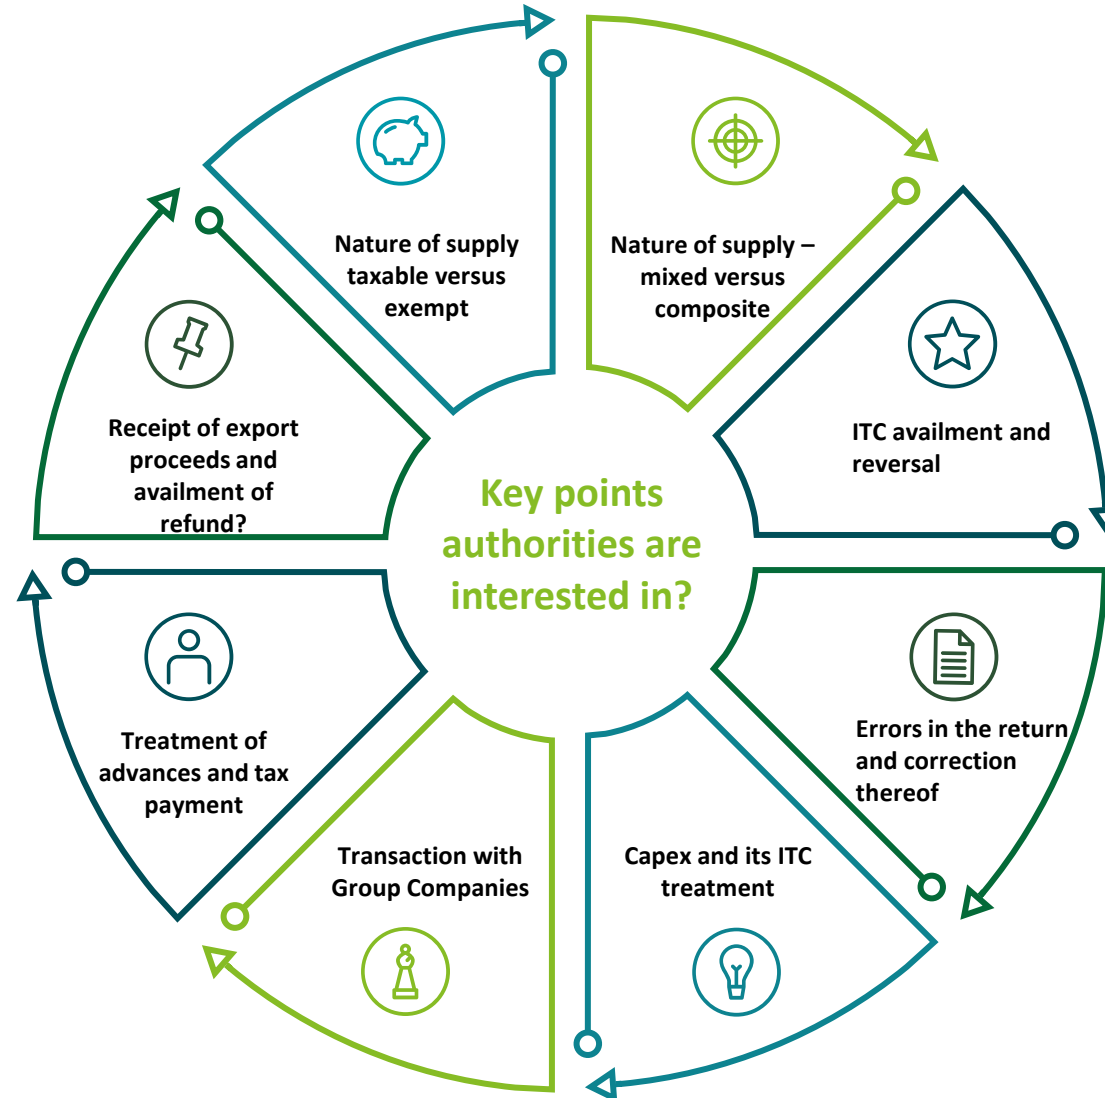 Nature of supply
taxable versus
exempt
Nature of supply –
mixed versus
composite
ITC availment and
reversal
Errors in the return
and correction
thereof
Capex and its ITC
treatment
Transaction with
Group Companies
Treatment of
advances and tax
payment
Receipt of export
proceeds and
availment of
refund?
Key points
authorities are
interested in?